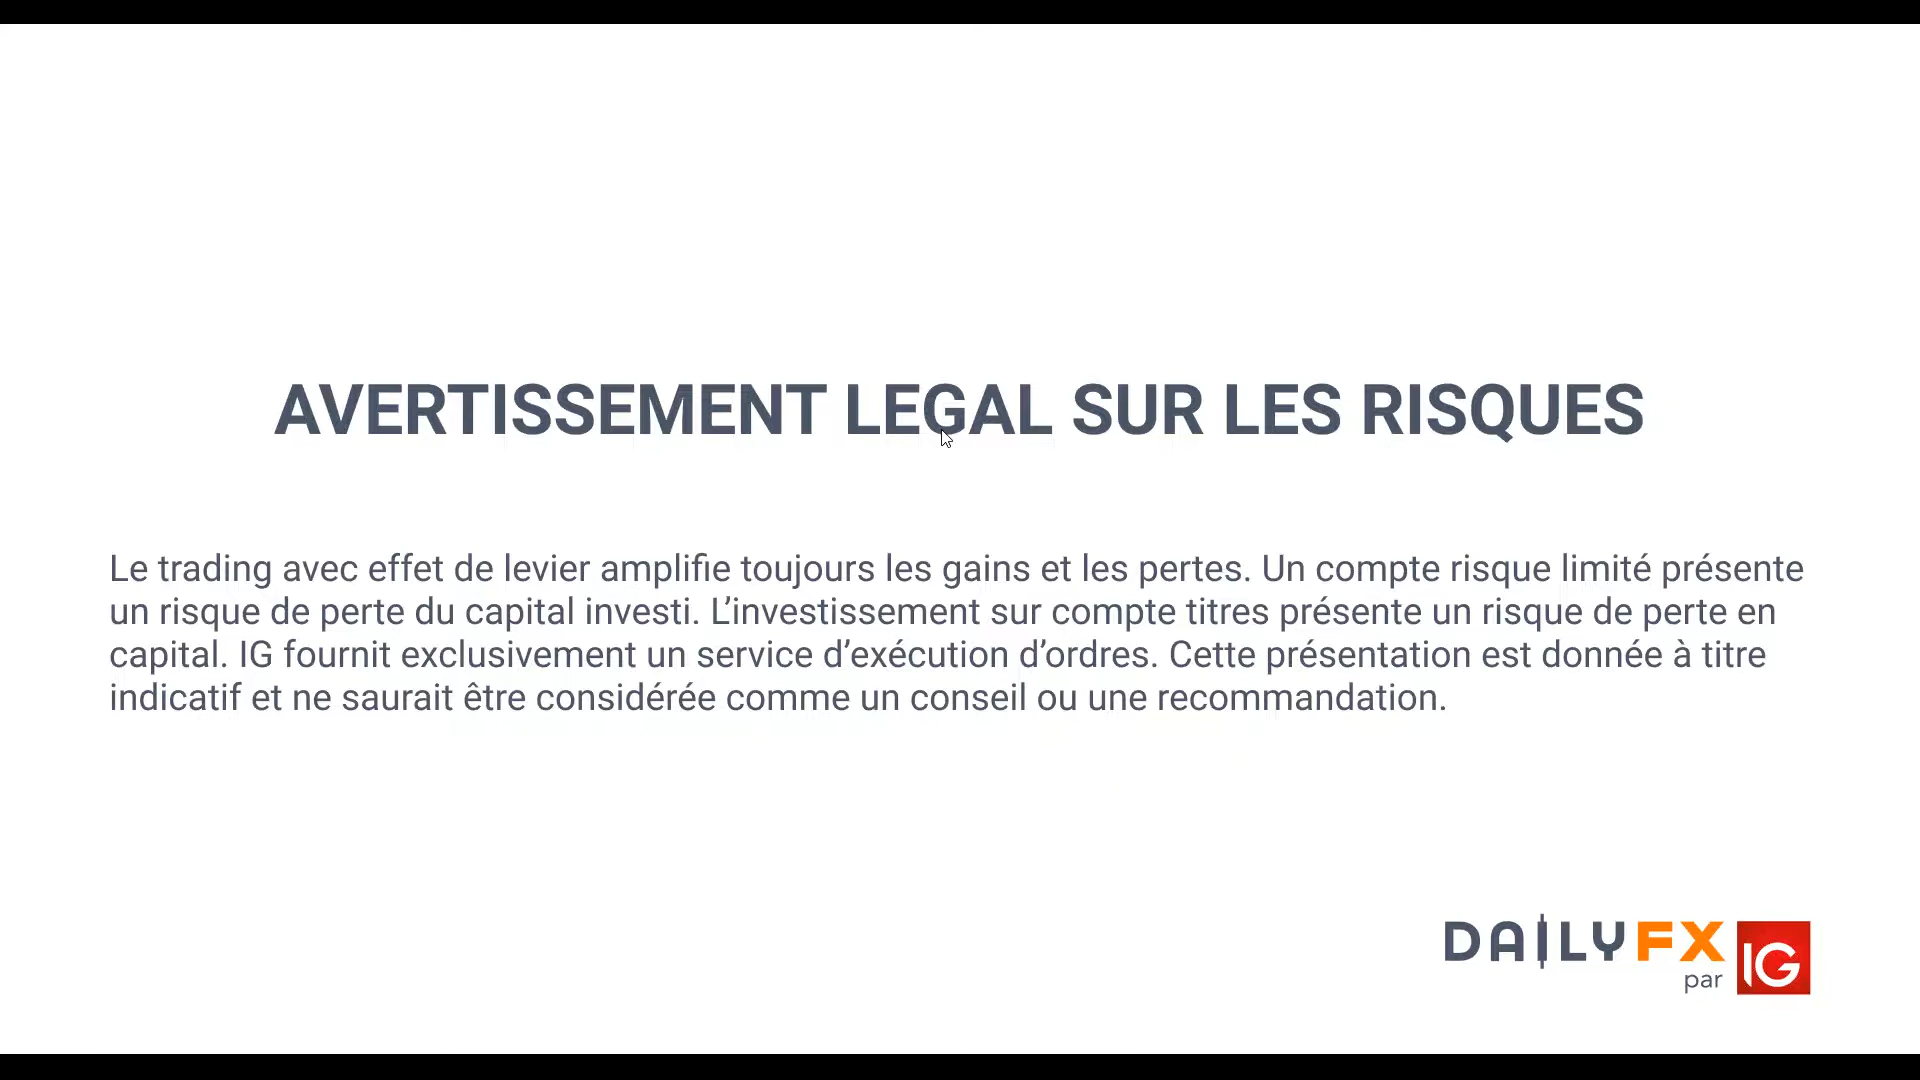 AVERTISSEMENT LEGAL SUR LES RISQUES
Le trading avec effet de levier amplifie toujours les gains et les pertes. Un compte risque limité présente
un risque de perte du capital investi. L’investissement sur compte titres présente un risque de perte en
capital. IG fournit exclusivement un service d’exécution d’ordres. Cette présentation est donnée à titre
indicatif et ne saurait être considérée comme un conseil ou une recommandation.
DAILYFX
par IG